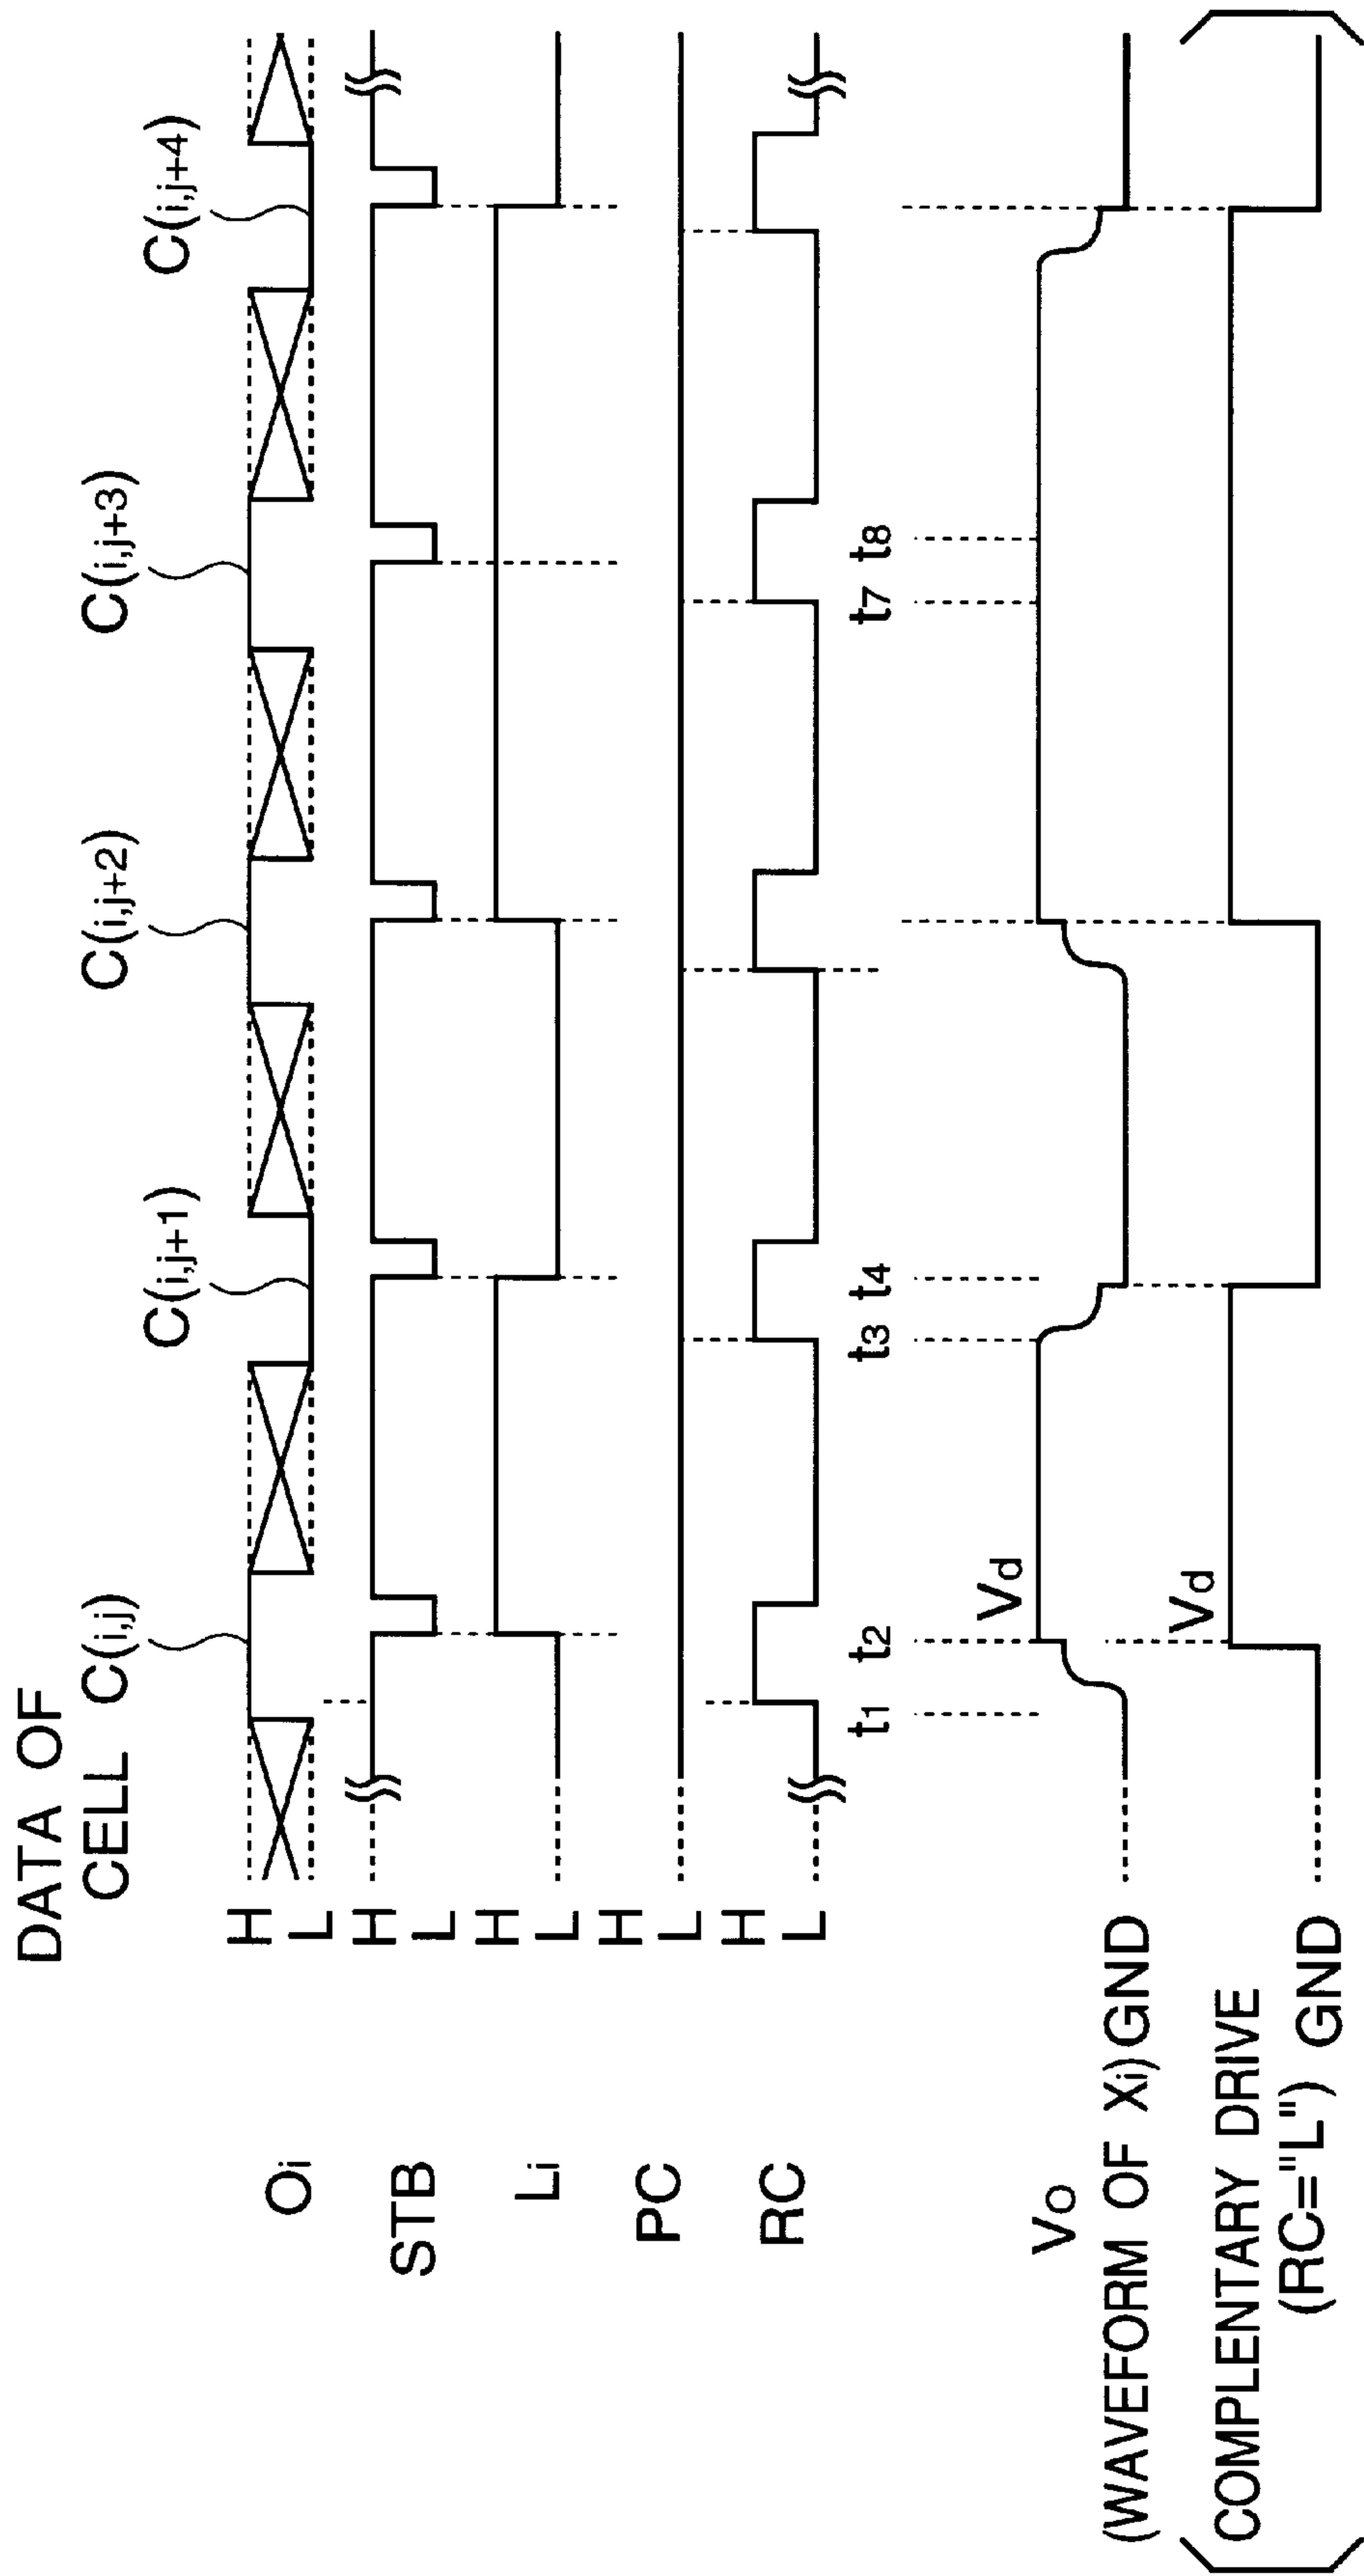 DATA OF
CELL C(i,j)
C(i,j+1)
C(i,j+2)
C(i,j+3)
C(i,j+4)
Oi
H
L
STB
H
L
Li
H
L
PC
H
L
RC
H
L
t1
t2
t3
t4
t7
t8
Vo
(WAVEFORM OF Xi) GND
Vd
COMPLENTARY DRIVE
(RC="L") GND
Vd